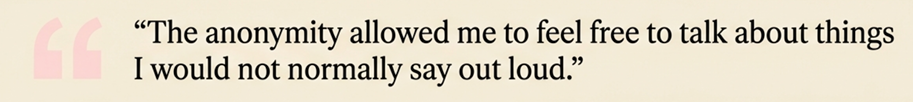 “The anonymity allowed me to feel free to talk about things
I would not normally say out loud.”